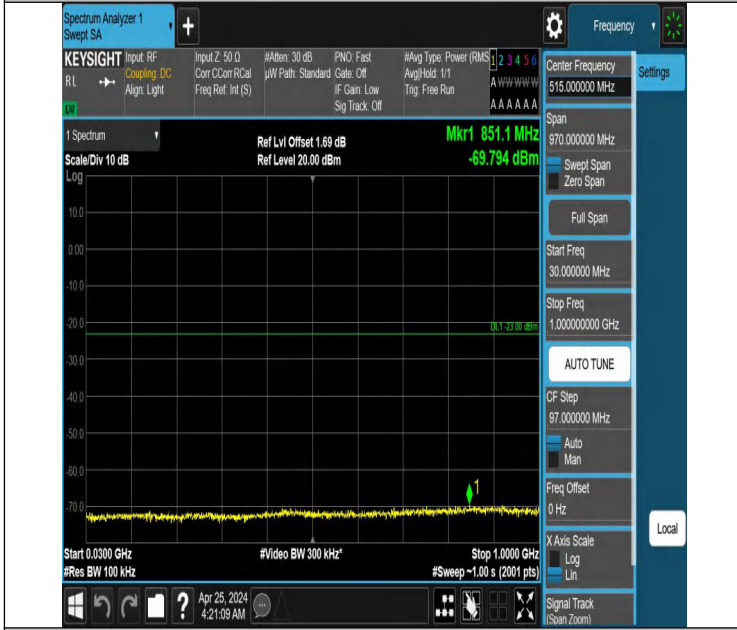 Spectrum Analyzer 1
Swept SA
+
Frequency
KEYSIGHT
RL
Input: RF
Coupling: DC
Align: Light
Input Z: 50 Ω
Corr CCorr RCal
Freq Ref: Int (S)
#Atten: 30 dB
µW Path: Standard
PNO: Fast
Gate: Off
IF Gain: Low
Sig Track: Off
#Avg Type: Power (RMS
Avg|Hold: 1/1
Trig: Free Run
1 2 3 4 5 6
A W W W W W
A A A A A A
1 Spectrum
Scale/Div 10 dB
Log
Ref Lvl Offset 1.69 dB
Ref Level 20.00 dBm
Mkr1 851.1 MHz
-69.794 dBm
10.0
0.00
-10.0
-20.0
DL1 -23.00 dBm
-30.0
-40.0
-50.0
-60.0
1
-70.0
Start 0.0300 GHz
#Res BW 100 kHz
#Video BW 300 kHz*
Stop 1.0000 GHz
#Sweep ~1.00 s (2001 pts)
?
Apr 25, 2024
4:21:09 AM
Center Frequency
515.000000 MHz
Settings
Span
970.000000 MHz
Swept Span
Zero Span
Full Span
Start Freq
30.000000 MHz
Stop Freq
1.000000000 GHz
AUTO TUNE
CF Step
97.000000 MHz
Auto
Man
Freq Offset
0 Hz
X Axis Scale
Log
Lin
Local
Signal Track
(Span Zoom)